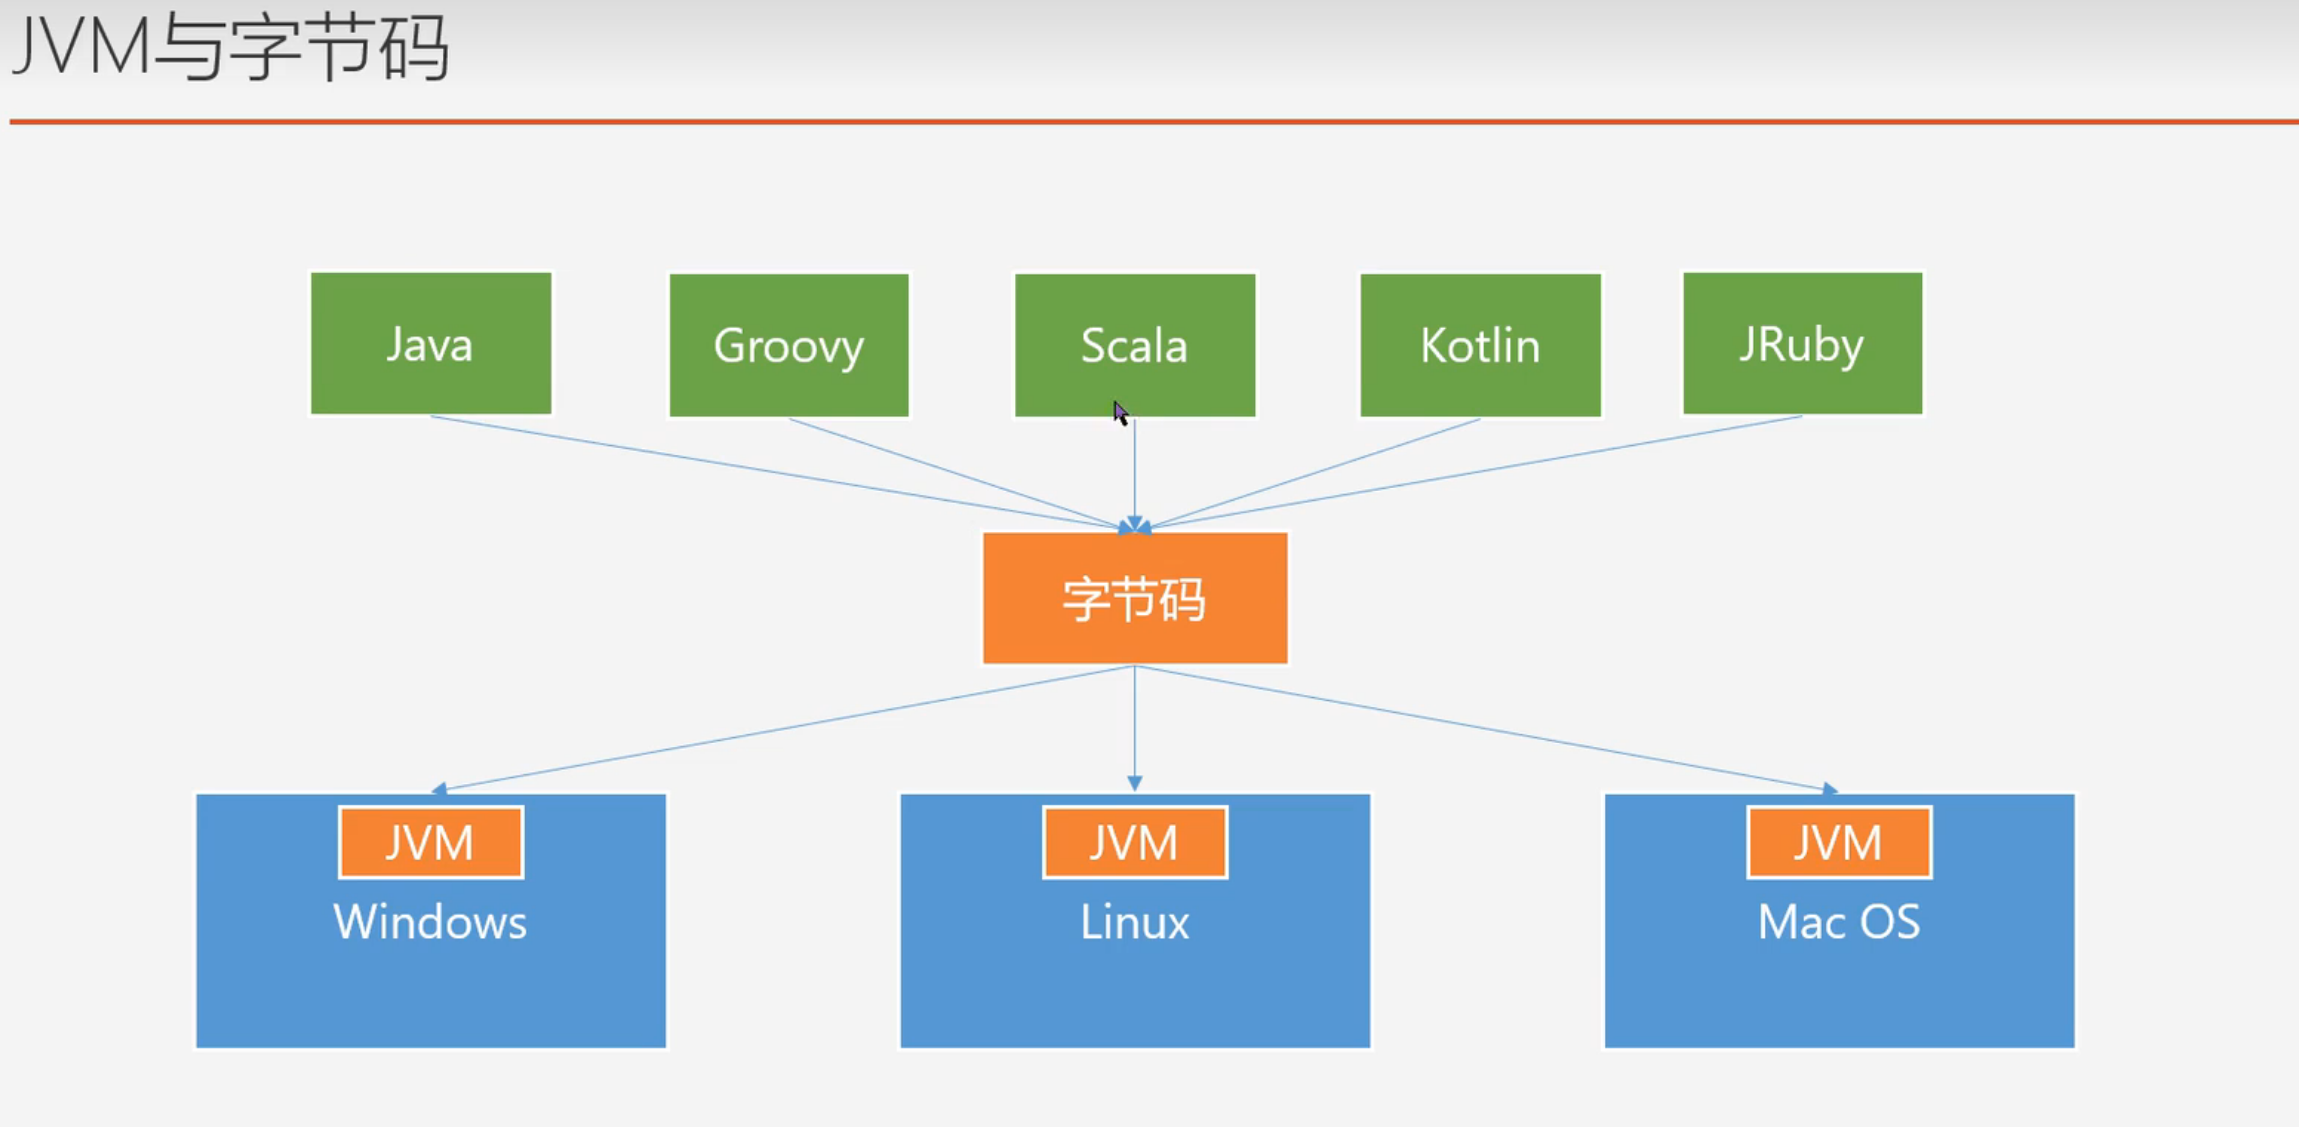 JVM与字节码
Java
Groovy
Scala
Kotlin
JRuby
字节码
JVM
Windows
JVM
Linux
JVM
Mac OS